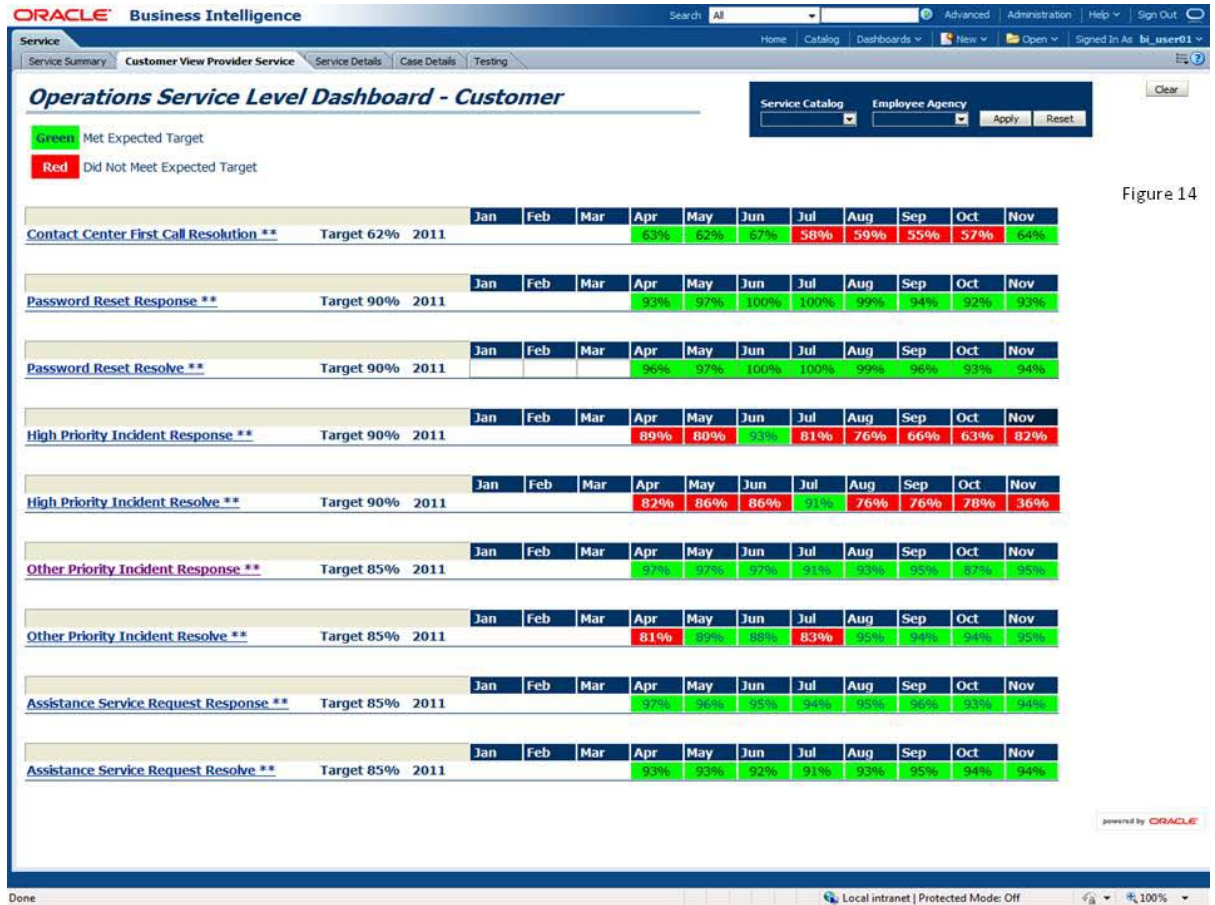 ORACLE Business Intelligence Search All Advanced Administration Help Sign Out
Service Home Catalog Dashboards New Open Signed In As bi_user01
Service Summary Customer View Provider Service Service Details Case Details Testing
Operations Service Level Dashboard - Customer
Service Catalog Employee Agency
Apply Reset
Clear
Green Met Expected Target
Red Did Not Meet Expected Target
Figure 14
Jan Feb Mar Apr May Jun Jul Aug Sep Oct Nov
Contact Center First Call Resolution ** Target 62% 2011 63% 62% 67% 58% 59% 55% 57% 64%
Jan Feb Mar Apr May Jun Jul Aug Sep Oct Nov
Password Reset Response ** Target 90% 2011 93% 97% 100% 100% 99% 94% 92% 93%
Jan Feb Mar Apr May Jun Jul Aug Sep Oct Nov
Password Reset Resolve ** Target 90% 2011 96% 97% 100% 100% 99% 96% 93% 94%
Jan Feb Mar Apr May Jun Jul Aug Sep Oct Nov
High Priority Incident Response ** Target 90% 2011 89% 80% 93% 81% 76% 66% 63% 82%
Jan Feb Mar Apr May Jun Jul Aug Sep Oct Nov
High Priority Incident Resolve ** Target 90% 2011 82% 86% 86% 91% 76% 76% 78% 36%
Jan Feb Mar Apr May Jun Jul Aug Sep Oct Nov
Other Priority Incident Response ** Target 85% 2011 97% 97% 97% 91% 93% 95% 87% 95%
Jan Feb Mar Apr May Jun Jul Aug Sep Oct Nov
Other Priority Incident Resolve ** Target 85% 2011 81% 89% 88% 83% 95% 94% 94% 95%
Jan Feb Mar Apr May Jun Jul Aug Sep Oct Nov
Assistance Service Request Response ** Target 85% 2011 97% 96% 95% 94% 95% 96% 93% 94%
Jan Feb Mar Apr May Jun Jul Aug Sep Oct Nov
Assistance Service Request Resolve ** Target 85% 2011 93% 93% 92% 91% 93% 95% 94% 94%
powered by ORACLE
Done Local intranet | Protected Mode: Off 100%